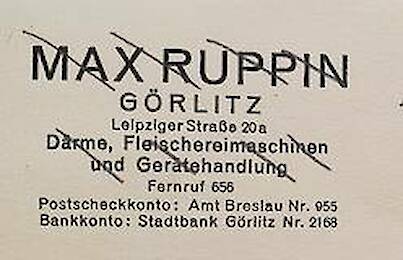 MAX RUPPIN
GÖRLITZ
Leipziger Straße 20a
Därme, Fleischereimaschinen
und Gerätehandlung
Fernruf 656
Postscheckkonto: Amt Breslau Nr. 955
Bankkonto: Stadtbank Görlitz Nr. 2168